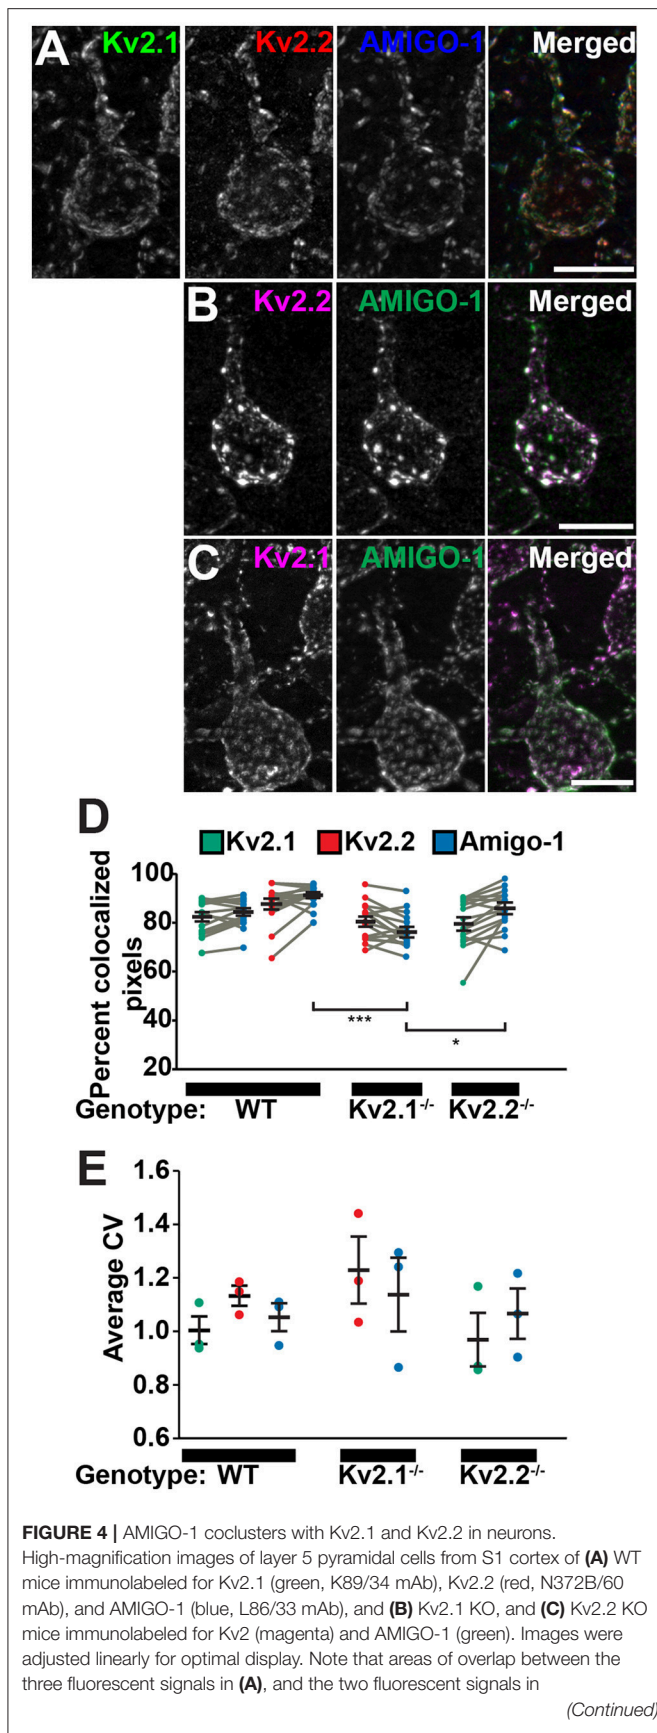 A Kv2.1 Kv2.2 AMIGO-1 Merged
B Kv2.2 AMIGO-1 Merged
C Kv2.1 AMIGO-1 Merged
D Kv2.1 Kv2.2 Amigo-1
Percent colocalized
pixels
100
80
60
40
20
***
*
Genotype: WT Kv2.1-/- Kv2.2-/-
E
Average CV
1.6
1.4
1.2
1.0
0.8
0.6
Genotype: WT Kv2.1-/- Kv2.2-/-
FIGURE 4 | AMIGO-1 coclusters with Kv2.1 and Kv2.2 in neurons.
High-magnification images of layer 5 pyramidal cells from S1 cortex of (A) WT
mice immunolabeled for Kv2.1 (green, K89/34 mAb), Kv2.2 (red, N372B/60
mAb), and AMIGO-1 (blue, L86/33 mAb), and (B) Kv2.1 KO, and (C) Kv2.2 KO
mice immunolabeled for Kv2 (magenta) and AMIGO-1 (green). Images were
adjusted linearly for optimal display. Note that areas of overlap between the
three fluorescent signals in (A), and the two fluorescent signals in
(Continued)